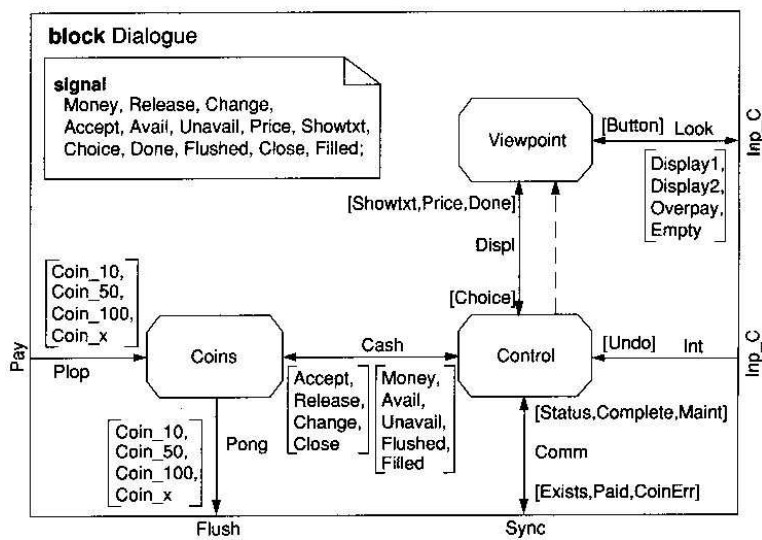 block Dialogue
signal
Money, Release, Change,
Accept, Avail, Unavail, Price, Showtxt,
Choice, Done, Flushed, Close, Filled;
Viewpoint
[Button]
Look
Inp_C
[Display1,
Display2,
Overpay,
Empty]
[Showtxt,Price,Done]
Displ
[Choice]
[Coin_10,
Coin_50,
Coin_100,
Coin_x]
Pay
Plop
Coins
Cash
[Accept,
Release,
Change,
Close]
[Money,
Avail,
Unavail,
Flushed,
Filled]
Control
[Undo]
Int
Inp_C
[Status,Complete,Maint]
Comm
[Exists,Paid,CoinErr]
[Coin_10,
Coin_50,
Coin_100,
Coin_x]
Pong
Flush
Sync